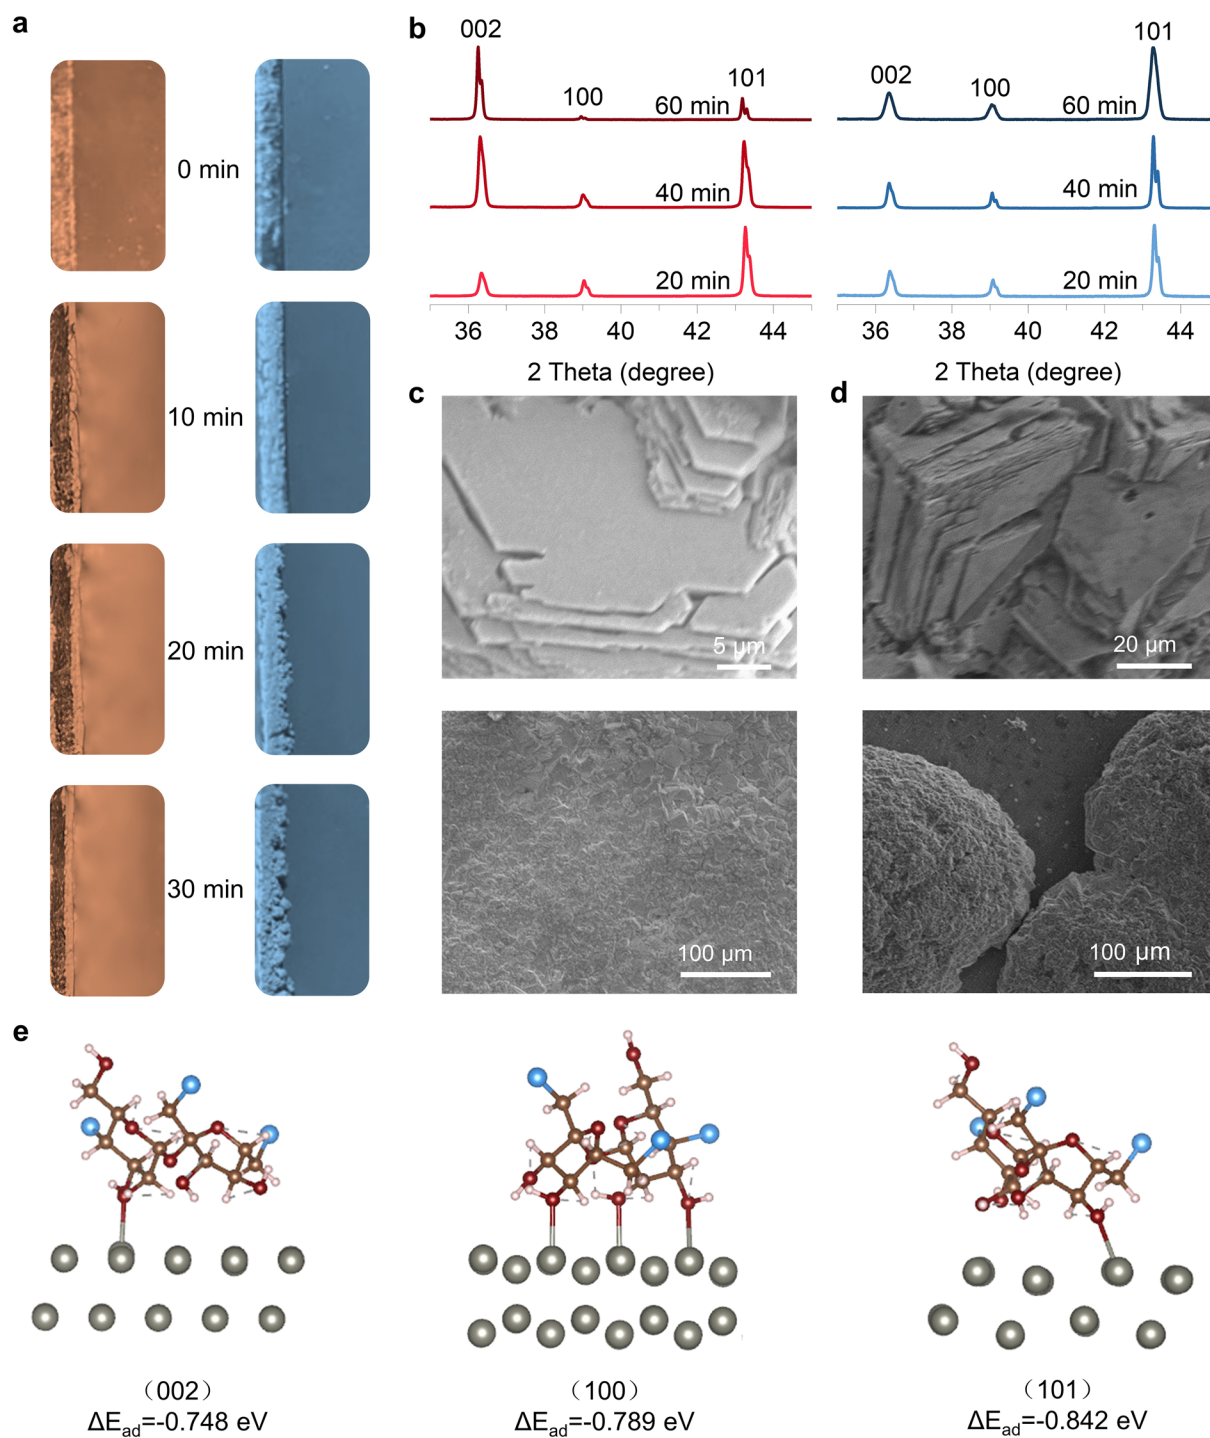 a
0 min
10 min
20 min
30 min
b
002
100
101
60 min
40 min
20 min
36 38 40 42 44
2 Theta (degree)
002
100
101
60 min
40 min
20 min
36 38 40 42 44
2 Theta (degree)
c
5 μm
100 μm
d
20 μm
100 μm
e
（002）
ΔEad=-0.748 eV
（100）
ΔEad=-0.789 eV
（101）
ΔEad=-0.842 eV